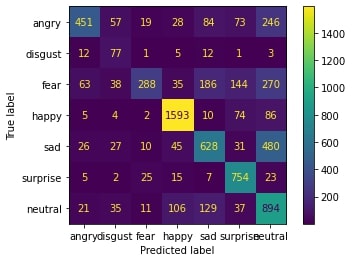 angry 451 57 19 28 84 73 246
disgust 12 77 1 5 12 1 3
fear 63 38 288 35 186 144 270
happy 5 4 2 1593 10 74 86
sad 26 27 10 45 628 31 480
surprise 5 2 25 15 7 754 23
neutral 21 35 11 106 129 37 894
angry disgust fear happy sad surprise neutral
Predicted label
True label
1400
1200
1000
800
600
400
200